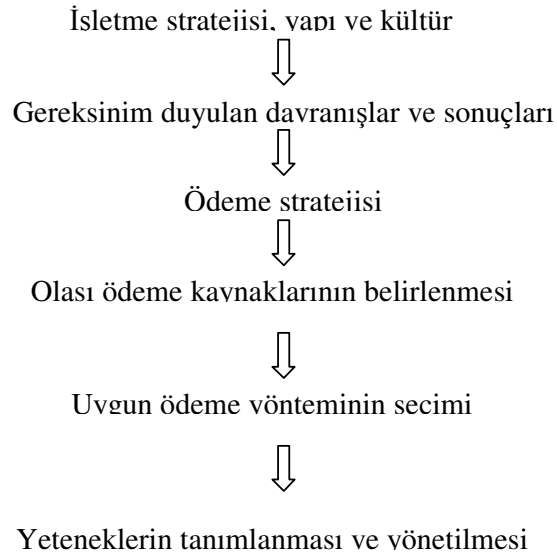 İşletme stratejisi, yapı ve kültür
Gereksinim duyulan davranışlar ve sonuçları
Ödeme stratejisi
Olası ödeme kaynaklarının belirlenmesi
Uygun ödeme yönteminin seçimi
Yeteneklerin tanımlanması ve yönetilmesi